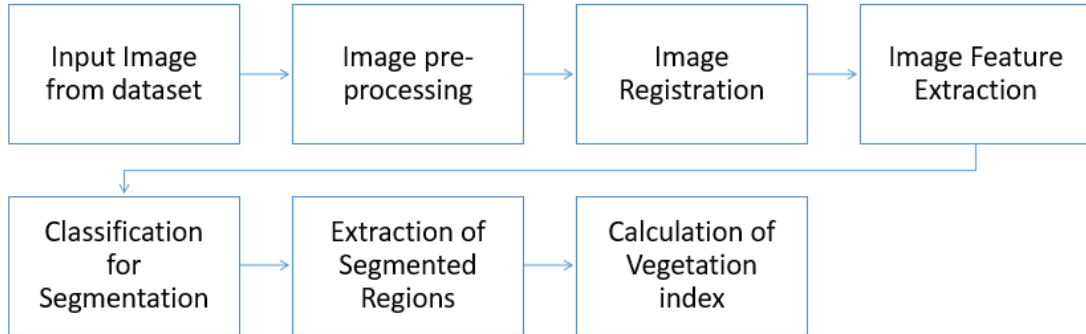 Input Image
from dataset
Image pre-
processing
Image
Registration
Image Feature
Extraction
Classification
for
Segmentation
Extraction of
Segmented
Regions
Calculation of
Vegetation
index